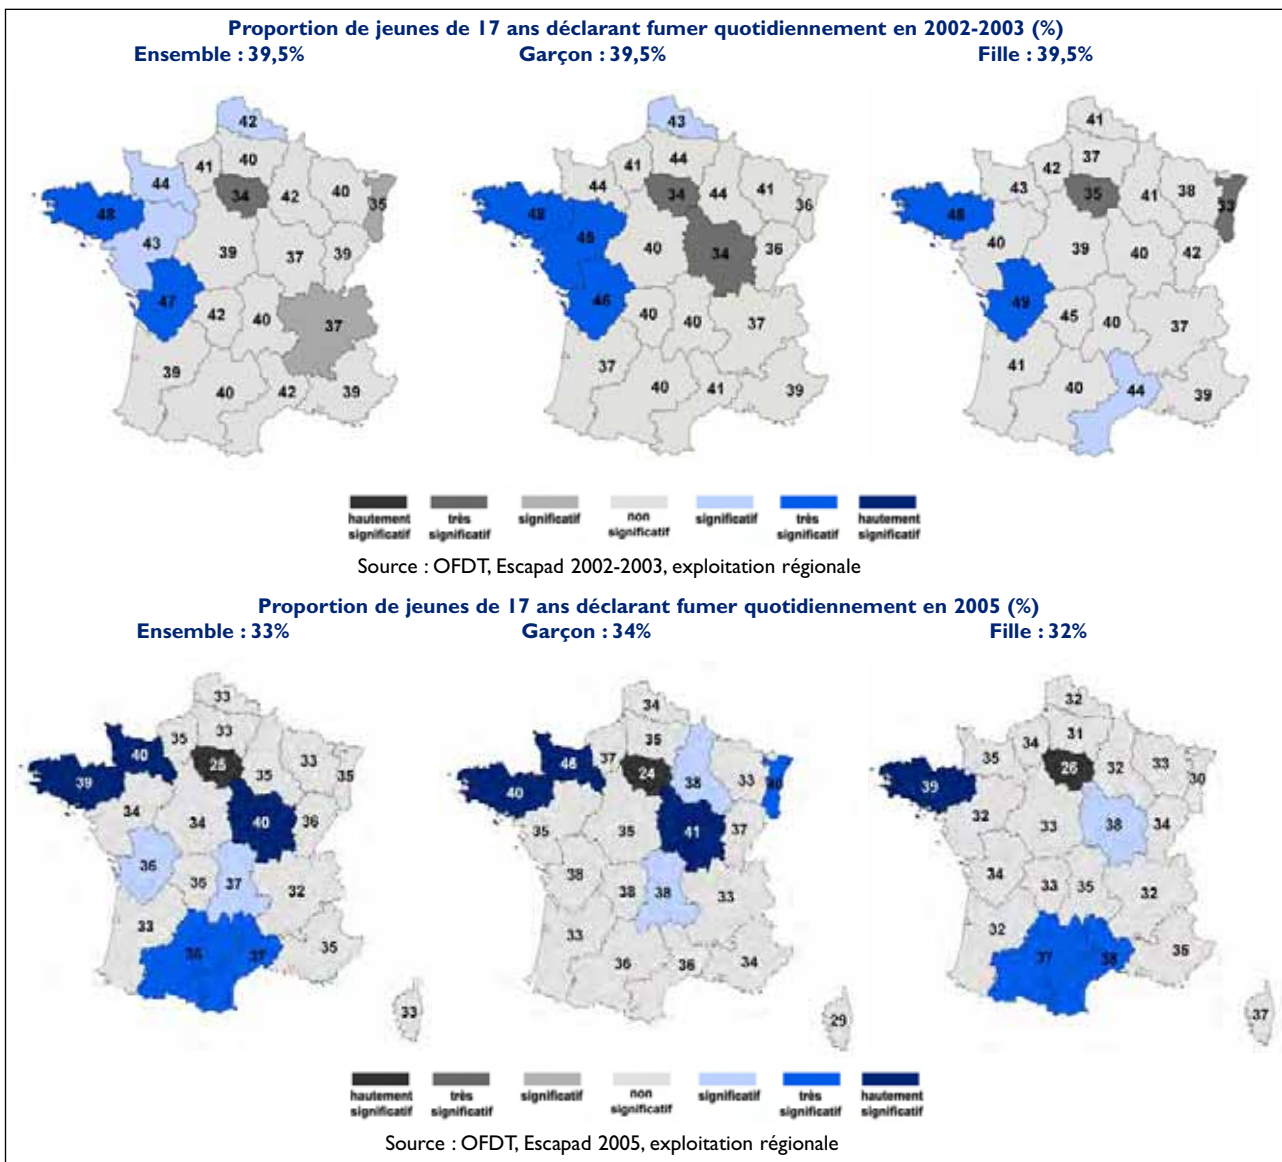 Proportion de jeunes de 17 ans déclarant fumer quotidiennement en 2002-2003 (%)
Ensemble : 39,5% Garçon : 39,5% Fille : 39,5%
42
41 40
44 34 42 40 35
48 43 39 37 39
47 42 40 37
39 40 42 39
43
41 44
44 34 44 41 36
48 40 34 36
46 40 40 37
37 40 41 39
41
42 37
43 35 41 38 33
48 40 39 40 42
49 45 40 37
41 40 44 39
hautement significatif très significatif significatif non significatif significatif très significatif hautement significatif
Source : OFDT, Escapad 2002-2003, exploitation régionale
Proportion de jeunes de 17 ans déclarant fumer quotidiennement en 2005 (%)
Ensemble : 33% Garçon : 34% Fille : 32%
33
35 33
40 25 35 33 35
39 34 34 40 36
36 37 32
33 35
33
34
37 35
24 38 33
40 35 35 41 37
38 38 38 33
33 36 36 34
29
32
34 31
35 26 32 33 30
39 32 33 38 34
34 33 35 32
32 37 38
37
hautement significatif très significatif significatif non significatif significatif très significatif hautement significatif
Source : OFDT, Escapad 2005, exploitation régionale